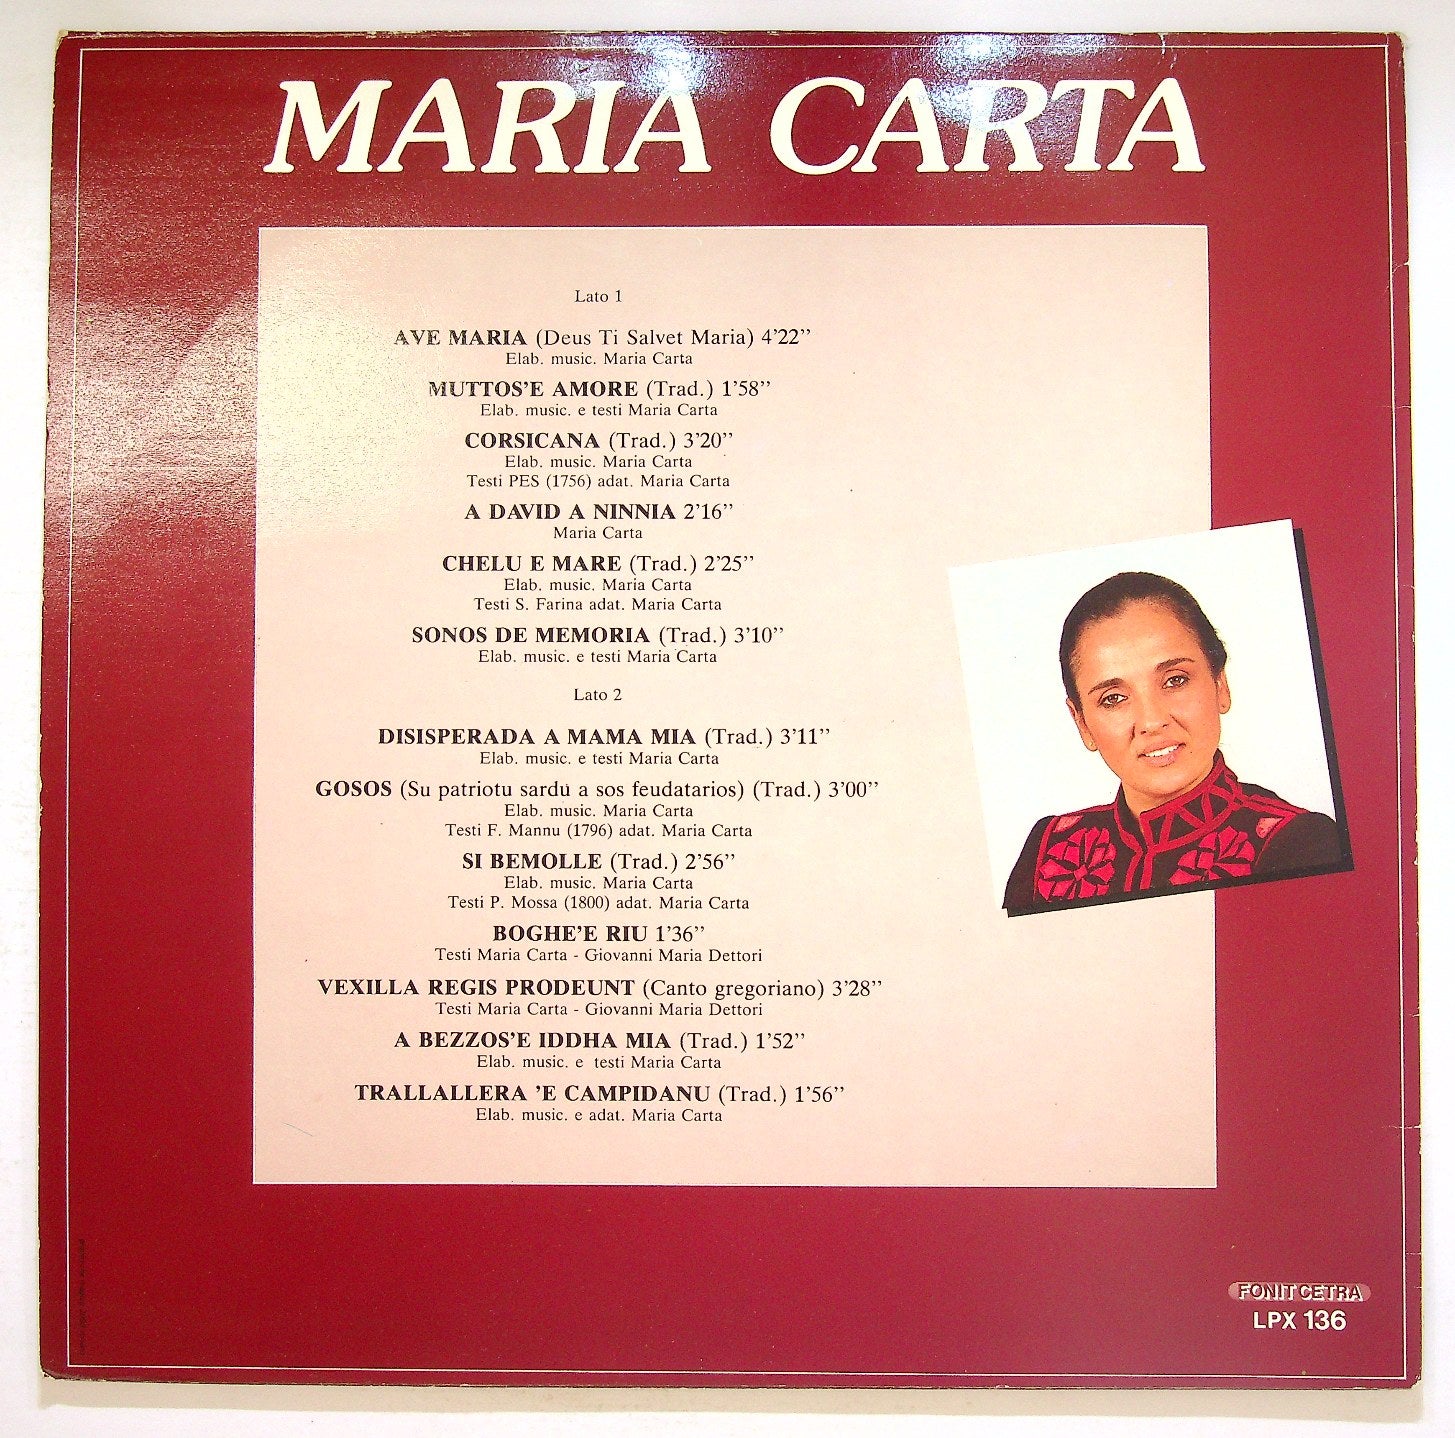 MARIA CARTA
Lato 1
AVE MARIA (Deus Ti Salvet Maria) 4'22"
Elab. music. Maria Carta
MUTTOS'E AMORE (Trad.) 1'58"
Elab. music. e testi Maria Carta
CORSICANA (Trad.) 3'20"
Elab. music. Maria Carta
Testi PES (1756) adat. Maria Carta
A DAVID A NINNIA 2'16"
Maria Carta
CHELU E MARE (Trad.) 2'25"
Elab. music. Maria Carta
Testi S. Farina adat. Maria Carta
SONOS DE MEMORIA (Trad.) 3'10"
Elab. music. e testi Maria Carta
Lato 2
DISISPERADA A MAMA MIA (Trad.) 3'11"
Elab. music. e testi Maria Carta
GOSOS (Su patriotu sardu a sos feudatarios) (Trad.) 3'00"
Elab. music. Maria Carta
Testi F. Mannu (1796) adat. Maria Carta
SI BEMOLLE (Trad.) 2'56"
Elab. music. Maria Carta
Testi P. Mossa (1800) adat. Maria Carta
BOGHE'E RIU 1'36"
Testi Maria Carta - Giovanni Maria Dettori
VEXILLA REGIS PRODEUNT (Canto gregoriano) 3'28"
Testi Maria Carta - Giovanni Maria Dettori
A BEZZOS'E IDDHA MIA (Trad.) 1'52"
Elab. music. e testi Maria Carta
TRALLALLERA 'E CAMPIDANU (Trad.) 1'56"
Elab. music. e adat. Maria Carta
FONIT CETRA
LPX 136